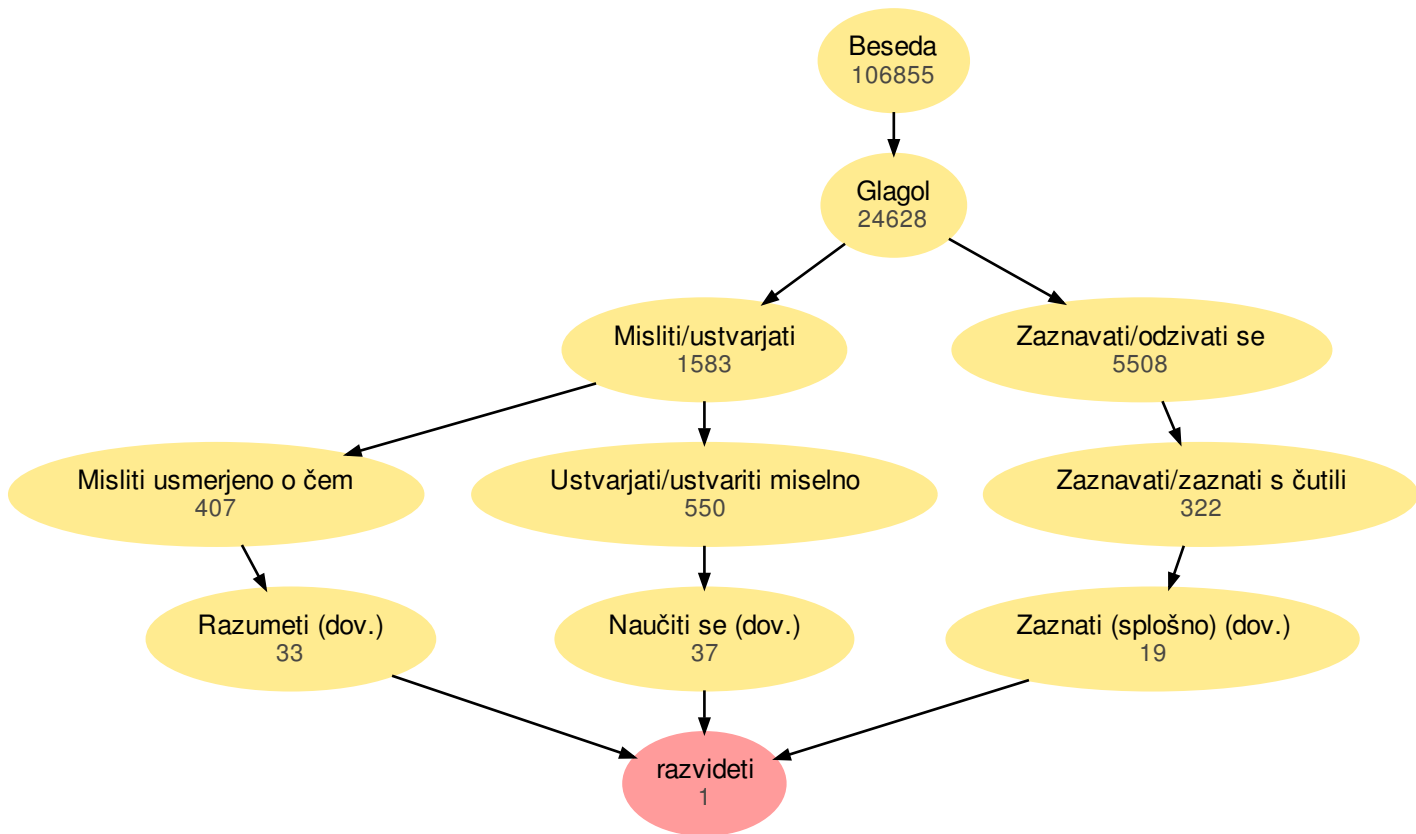 Beseda
106855
Glagol
24628
Misliti/ustvarjati
1583
Zaznavati/odzivati se
5508
Misliti usmerjeno o čem
407
Ustvarjati/ustvariti miselno
550
Zaznavati/zaznati s čutili
322
Razumeti (dov.)
33
Naučiti se (dov.)
37
Zaznati (splošno) (dov.)
19
razvideti
1